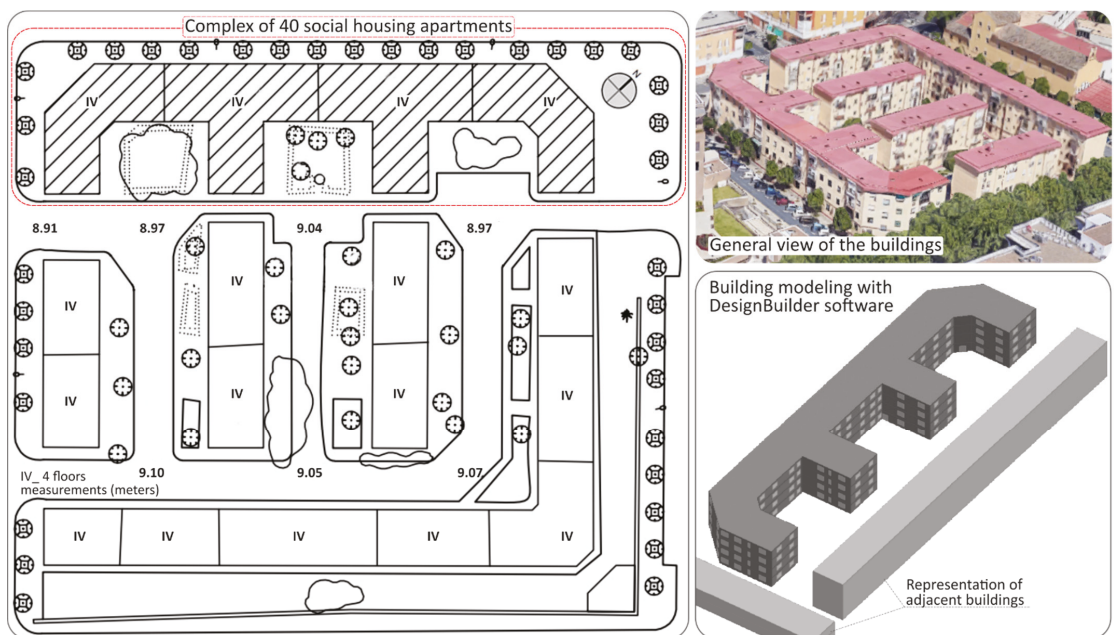 Complex of 40 social housing apartments
N
IV
IV
IV
IV
8.91
8.97
9.04
8.97
IV
IV
IV
IV
IV
IV
IV
IV
9.10
9.05
9.07
IV_ 4 floors
measurements (meters)
IV
IV
IV
IV
IV
General view of the buildings
Building modeling with
DesignBuilder software
Representation of
adjacent buildings